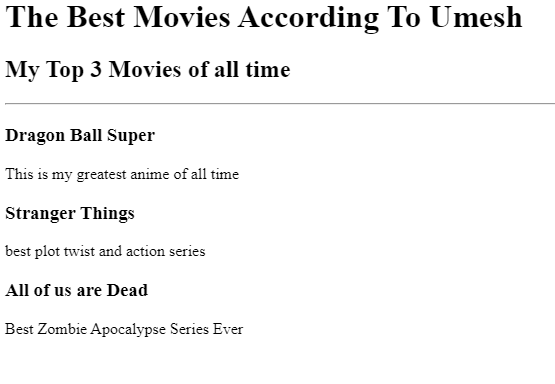 The Best Movies According To Umesh
My Top 3 Movies of all time
Dragon Ball Super
This is my greatest anime of all time
Stranger Things
best plot twist and action series
All of us are Dead
Best Zombie Apocalypse Series Ever